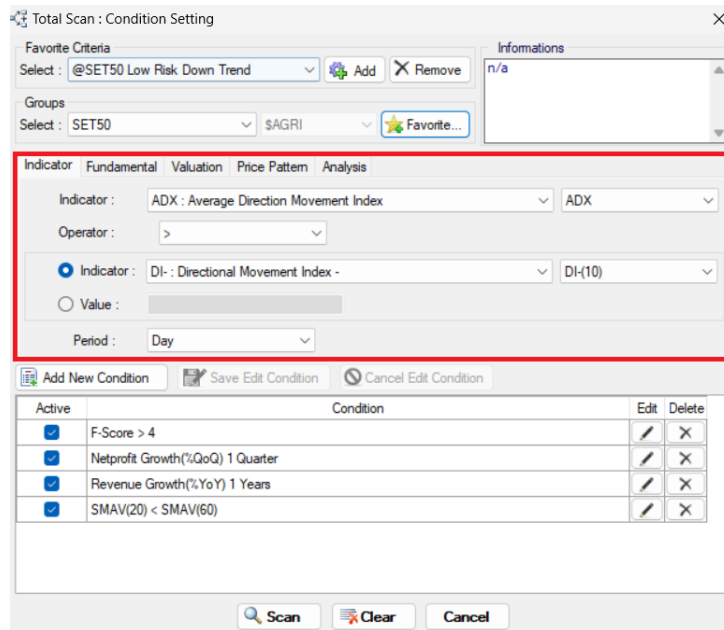 Total Scan : Condition Setting
Favorite Criteria
Select : @SET50 Low Risk Down Trend Add Remove
Informations
n/a
Groups
Select : SET50 $AGRI Favorite...
Indicator Fundamental Valuation Price Pattern Analysis
Indicator : ADX : Average Direction Movement Index ADX
Operator : >
Indicator : DI- : Directional Movement Index - DI-(10)
Value :
Period : Day
Add New Condition Save Edit Condition Cancel Edit Condition
Active Condition Edit Delete
F-Score > 4
Netprofit Growth(%QoQ) 1 Quarter
Revenue Growth(%YoY) 1 Years
SMAV(20) < SMAV(60)
Scan Clear Cancel